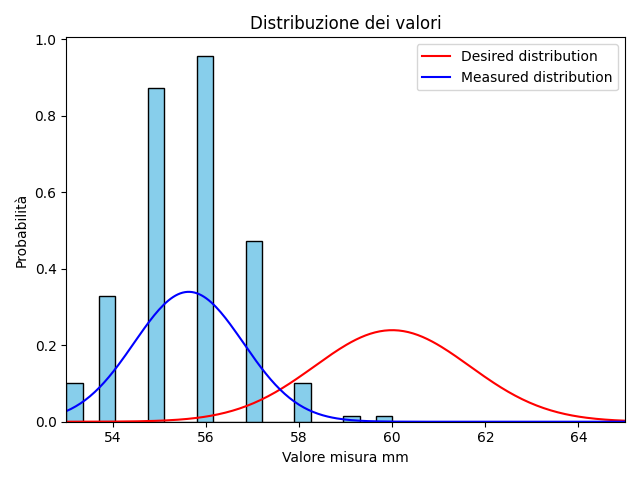 Distribuzione dei valori
Desired distribution
Measured distribution
1.0
0.8
0.6
0.4
0.2
0.0
Probabilità
54 56 58 60 62 64
Valore misura mm